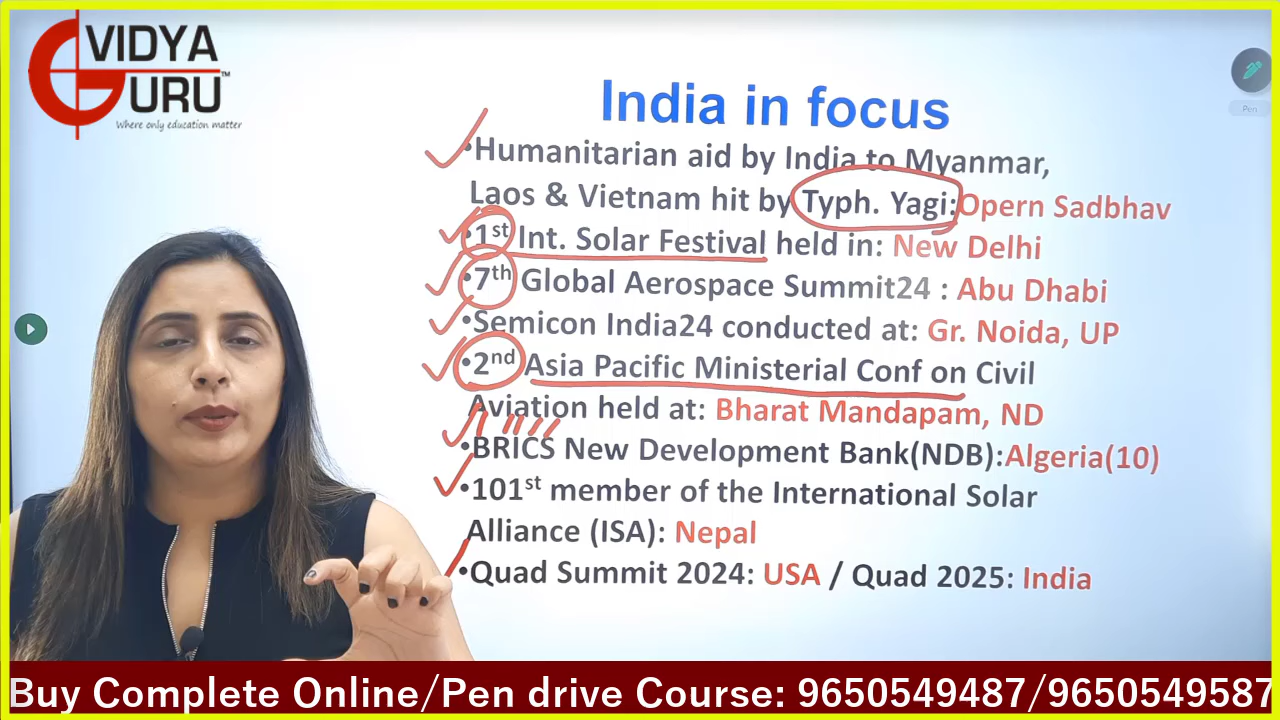 VIDYA
GURU™
Where only education matter
Pen
India in focus
•Humanitarian aid by India to Myanmar,
Laos & Vietnam hit by Typh. Yagi:Opern Sadbhav
•1st Int. Solar Festival held in: New Delhi
•7th Global Aerospace Summit24 : Abu Dhabi
•Semicon India24 conducted at: Gr. Noida, UP
•2nd Asia Pacific Ministerial Conf on Civil
Aviation held at: Bharat Mandapam, ND
•BRICS New Development Bank(NDB):Algeria(10)
•101st member of the International Solar
Alliance (ISA): Nepal
•Quad Summit 2024: USA / Quad 2025: India
Buy Complete Online/Pen drive Course: 9650549487/9650549587